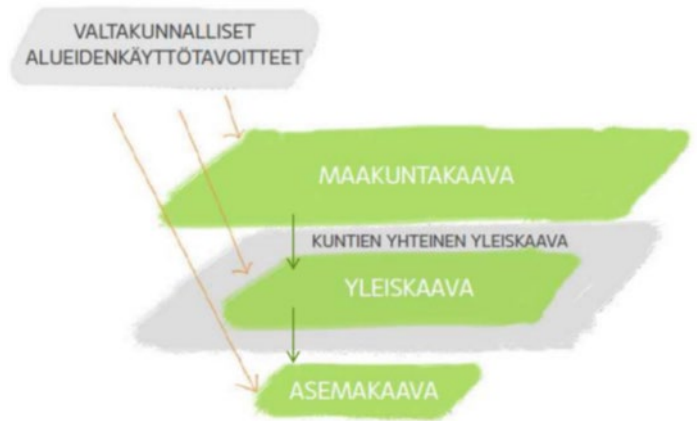 VALTAKUNNALLISET
ALUEIDENKÄYTTÖTAVOITTEET
MAAKUNTAKAAVA
KUNTIEN YHTEINEN YLEISKAAVA
YLEISKAAVA
ASEMAKAAVA